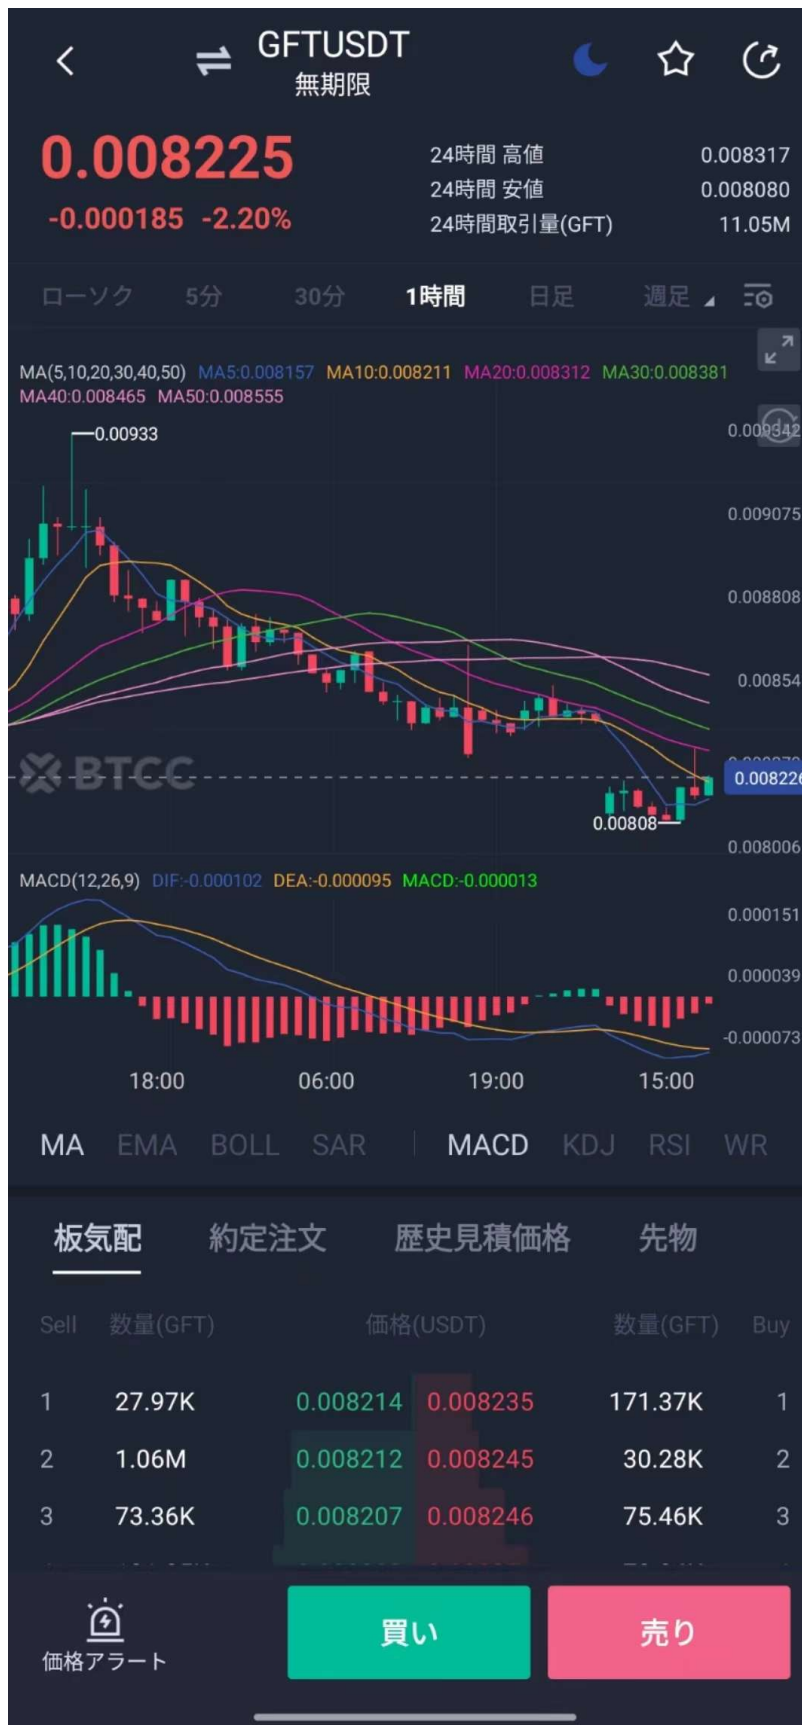 GFTUSDT
無期限
0.008225
-0.000185 -2.20%
24時間 高値 0.008317
24時間 安値 0.008080
24時間取引量(GFT) 11.05M
ローソク 5分 30分 1時間 日足 週足
MA(5,10,20,30,40,50) MA5:0.008157 MA10:0.008211 MA20:0.008312 MA30:0.008381
MA40:0.008465 MA50:0.008555
0.00933
0.009342
0.009075
0.008808
0.00854
BTCC
0.008226
0.00808
0.008006
MACD(12,26,9) DIF:-0.000102 DEA:-0.000095 MACD:-0.000013
0.000151
0.000039
-0.000073
18:00 06:00 19:00 15:00
MA EMA BOLL SAR MACD KDJ RSI WR
板気配 約定注文 歴史見積価格 先物
Sell 数量(GFT) 価格(USDT) 数量(GFT) Buy
1 27.97K 0.008214 0.008235 171.37K 1
2 1.06M 0.008212 0.008245 30.28K 2
3 73.36K 0.008207 0.008246 75.46K 3
価格アラート
買い
売り